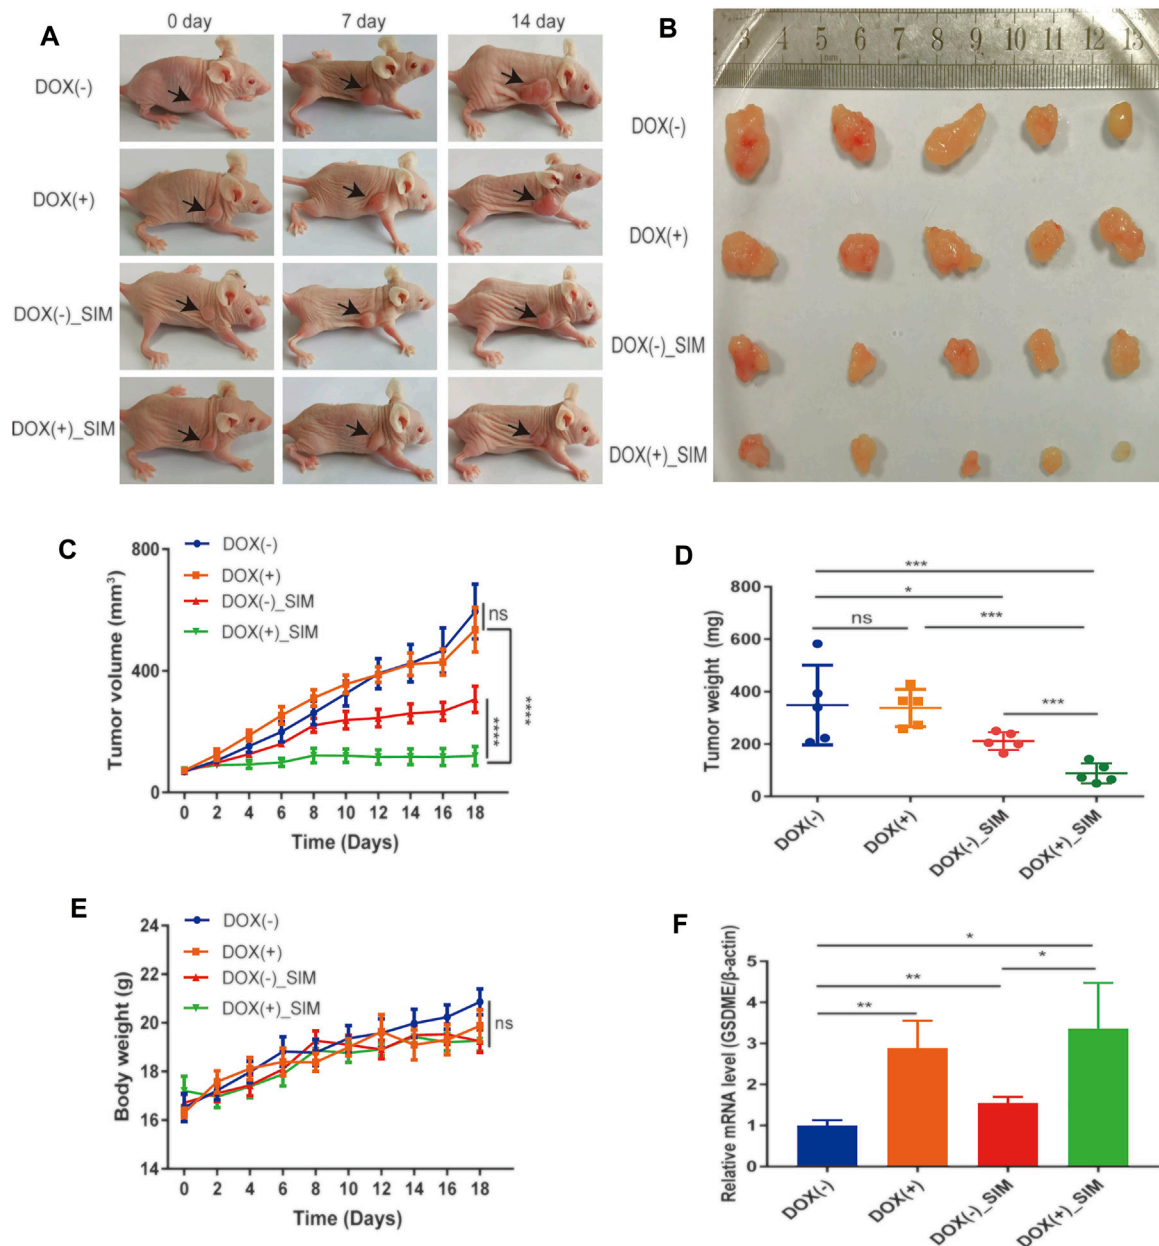 A
0 day
7 day
14 day
DOX(-)
DOX(+)
DOX(-)_SIM
DOX(+)_SIM
B
3 4 5 6 7 8 9 10 11 12 13
mm
DOX(-)
DOX(+)
DOX(-)_SIM
DOX(+)_SIM
C
DOX(-)
DOX(+)
DOX(-)_SIM
DOX(+)_SIM
Tumor volume (mm³)
800
400
0
0 2 4 6 8 10 12 14 16 18
Time (Days)
ns
****
****
D
Tumor weight (mg)
800
600
400
200
0
***
*
ns
***
***
DOX(-)
DOX(+)
DOX(-)_SIM
DOX(+)_SIM
E
DOX(-)
DOX(+)
DOX(-)_SIM
DOX(+)_SIM
Body weight (g)
24
22
20
18
16
14
0 2 4 6 8 10 12 14 16 18
Time (Days)
ns
F
Relative mRNA level (GSDME/β-actin)
5
4
3
2
1
0
*
**
*
**
DOX(-)
DOX(+)
DOX(-)_SIM
DOX(+)_SIM